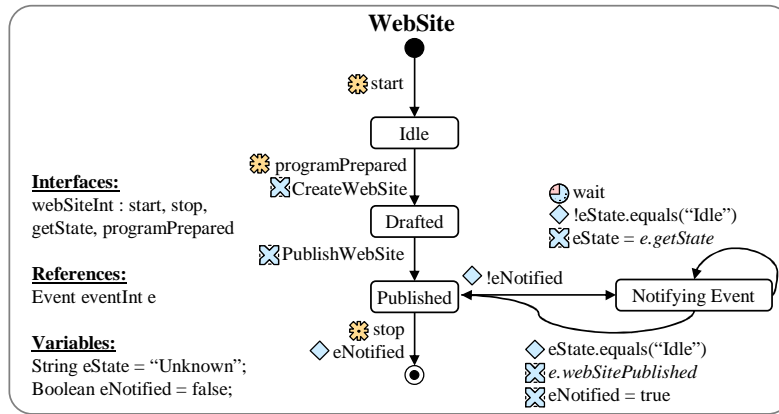 WebSite
start
Idle
programPrepared
CreateWebSite
Drafted
PublishWebSite
Published
stop
eNotified
!eNotified
wait
!eState.equals(“Idle”)
eState = e.getState
Notifying Event
eState.equals(“Idle”)
e.webSitePublished
eNotified = true
Interfaces:
webSiteInt : start, stop,
getState, programPrepared
References:
Event eventInt e
Variables:
String eState = “Unknown”;
Boolean eNotified = false;